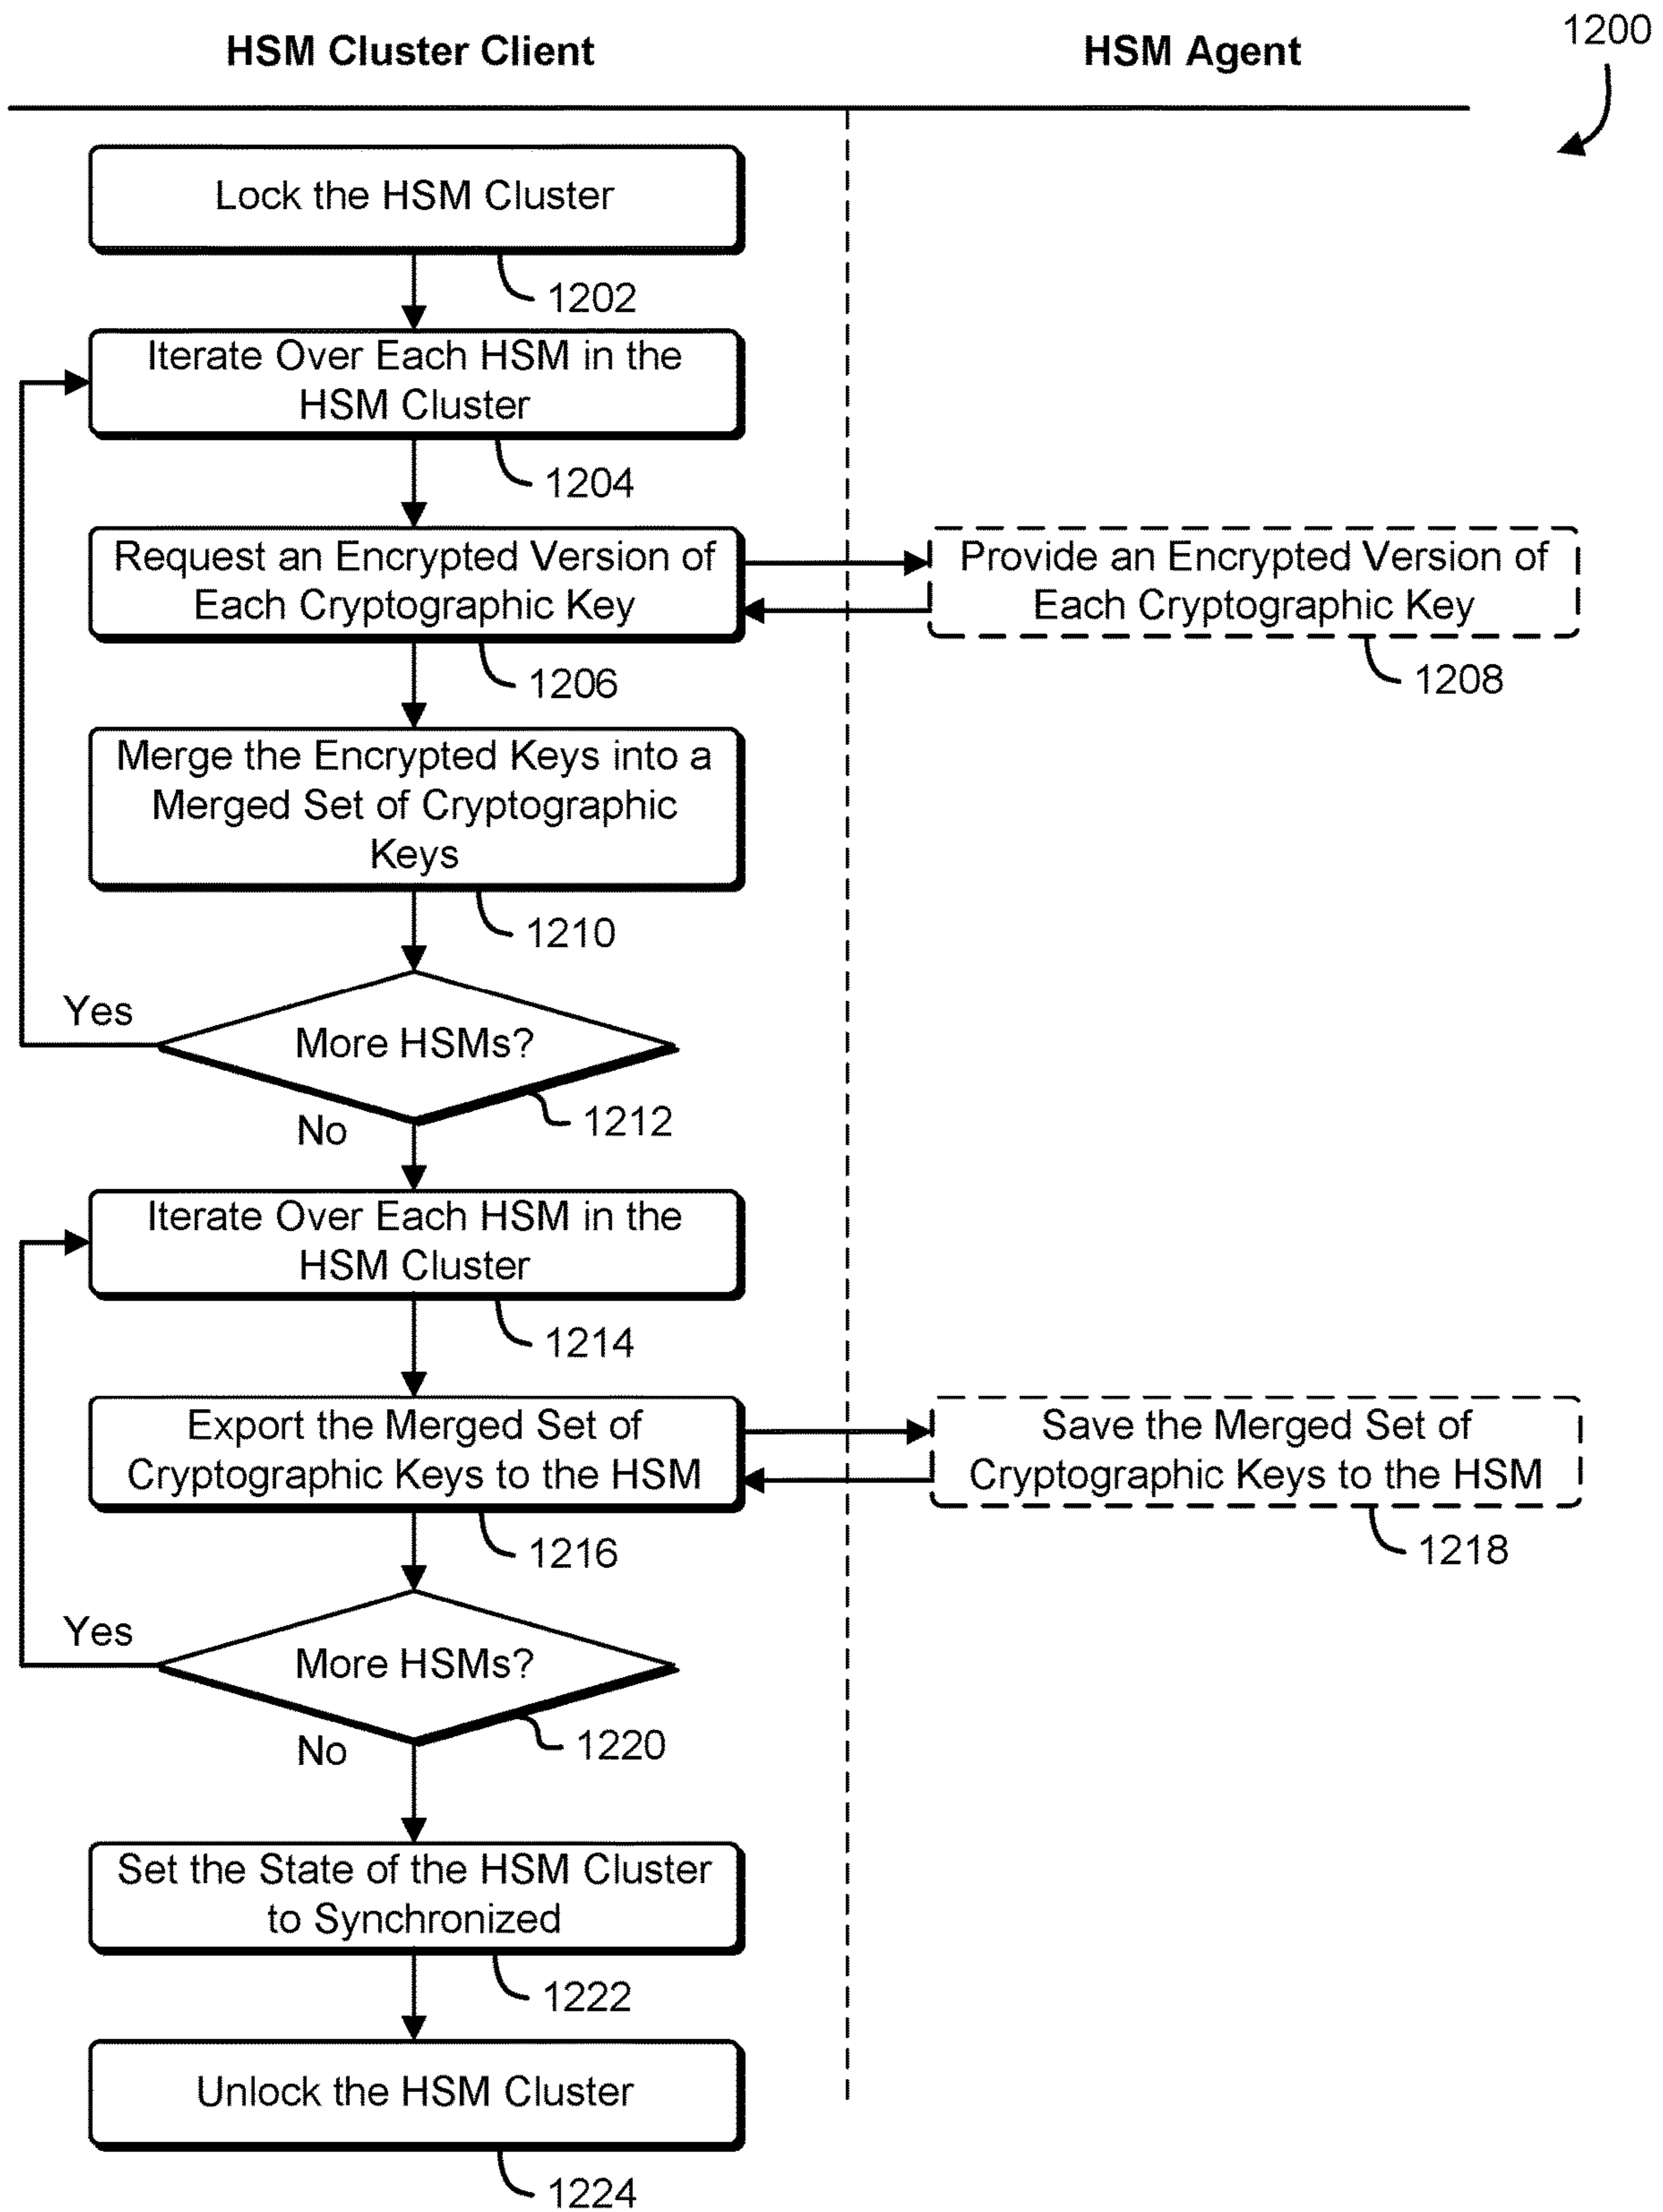 HSM Cluster Client
HSM Agent
1200
Lock the HSM Cluster
1202
Iterate Over Each HSM in the
HSM Cluster
1204
Request an Encrypted Version of
Each Cryptographic Key
1206
Provide an Encrypted Version of
Each Cryptographic Key
1208
Merge the Encrypted Keys into a
Merged Set of Cryptographic
Keys
1210
Yes
More HSMs?
1212
No
Iterate Over Each HSM in the
HSM Cluster
1214
Export the Merged Set of
Cryptographic Keys to the HSM
1216
Save the Merged Set of
Cryptographic Keys to the HSM
1218
Yes
More HSMs?
1220
No
Set the State of the HSM Cluster
to Synchronized
1222
Unlock the HSM Cluster
1224